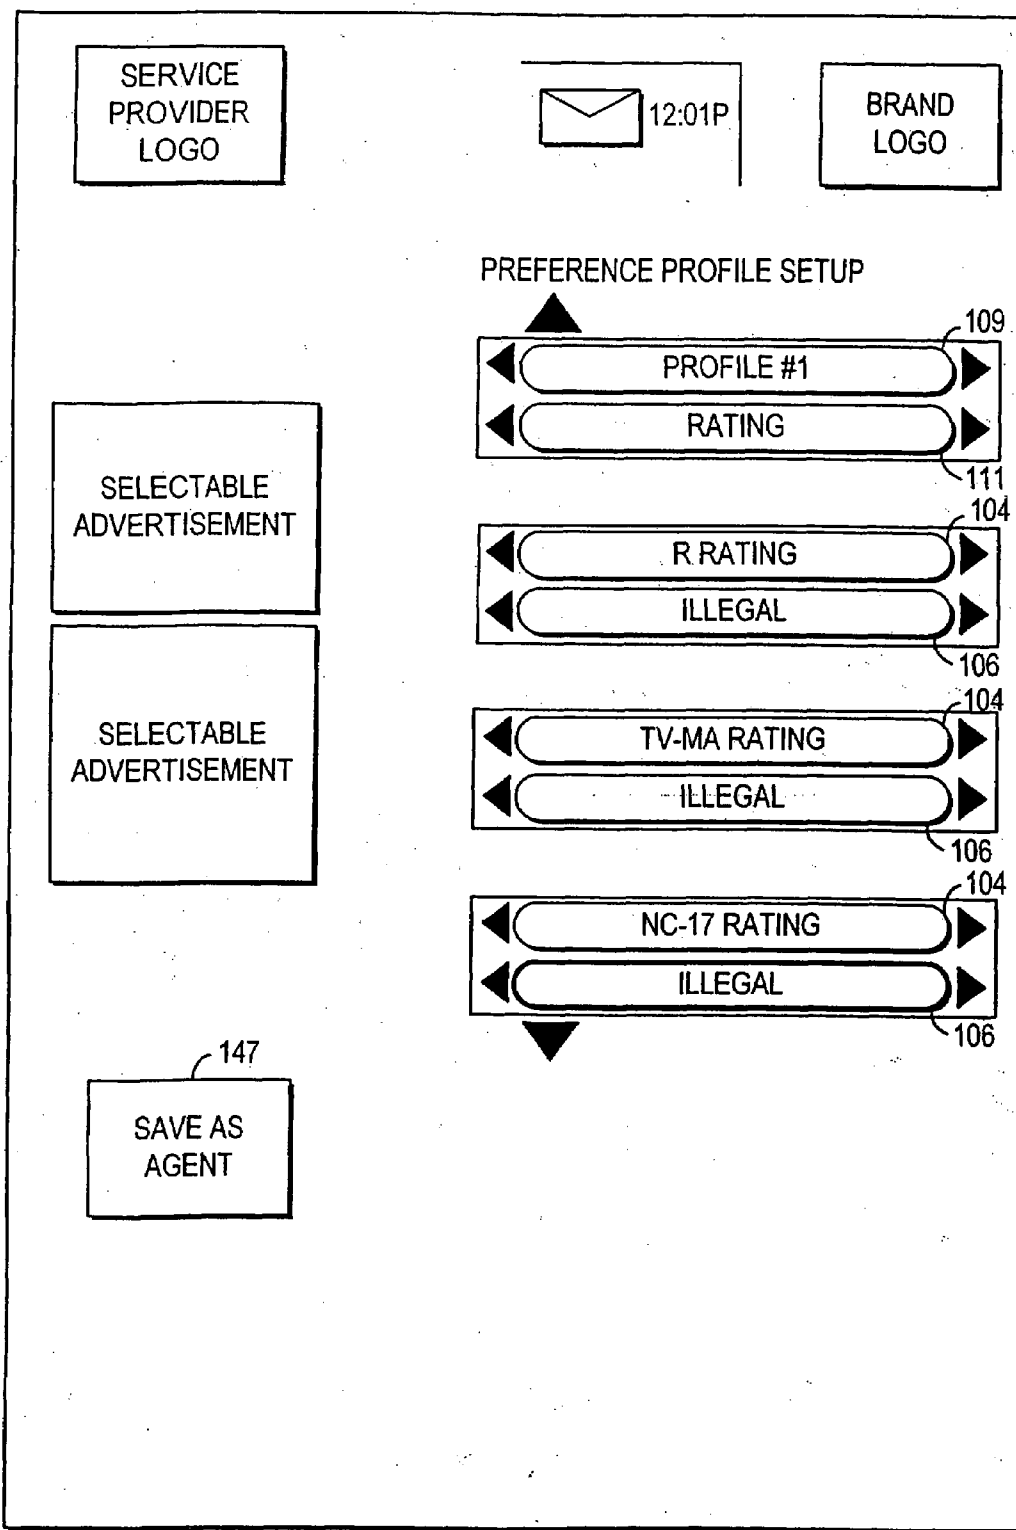 SERVICE
PROVIDER
LOGO
12:01P
BRAND
LOGO
PREFERENCE PROFILE SETUP
109
PROFILE #1
RATING
111
SELECTABLE
ADVERTISEMENT
104
R RATING
ILLEGAL
106
SELECTABLE
ADVERTISEMENT
104
TV-MA RATING
ILLEGAL
106
104
NC-17 RATING
ILLEGAL
106
147
SAVE AS
AGENT